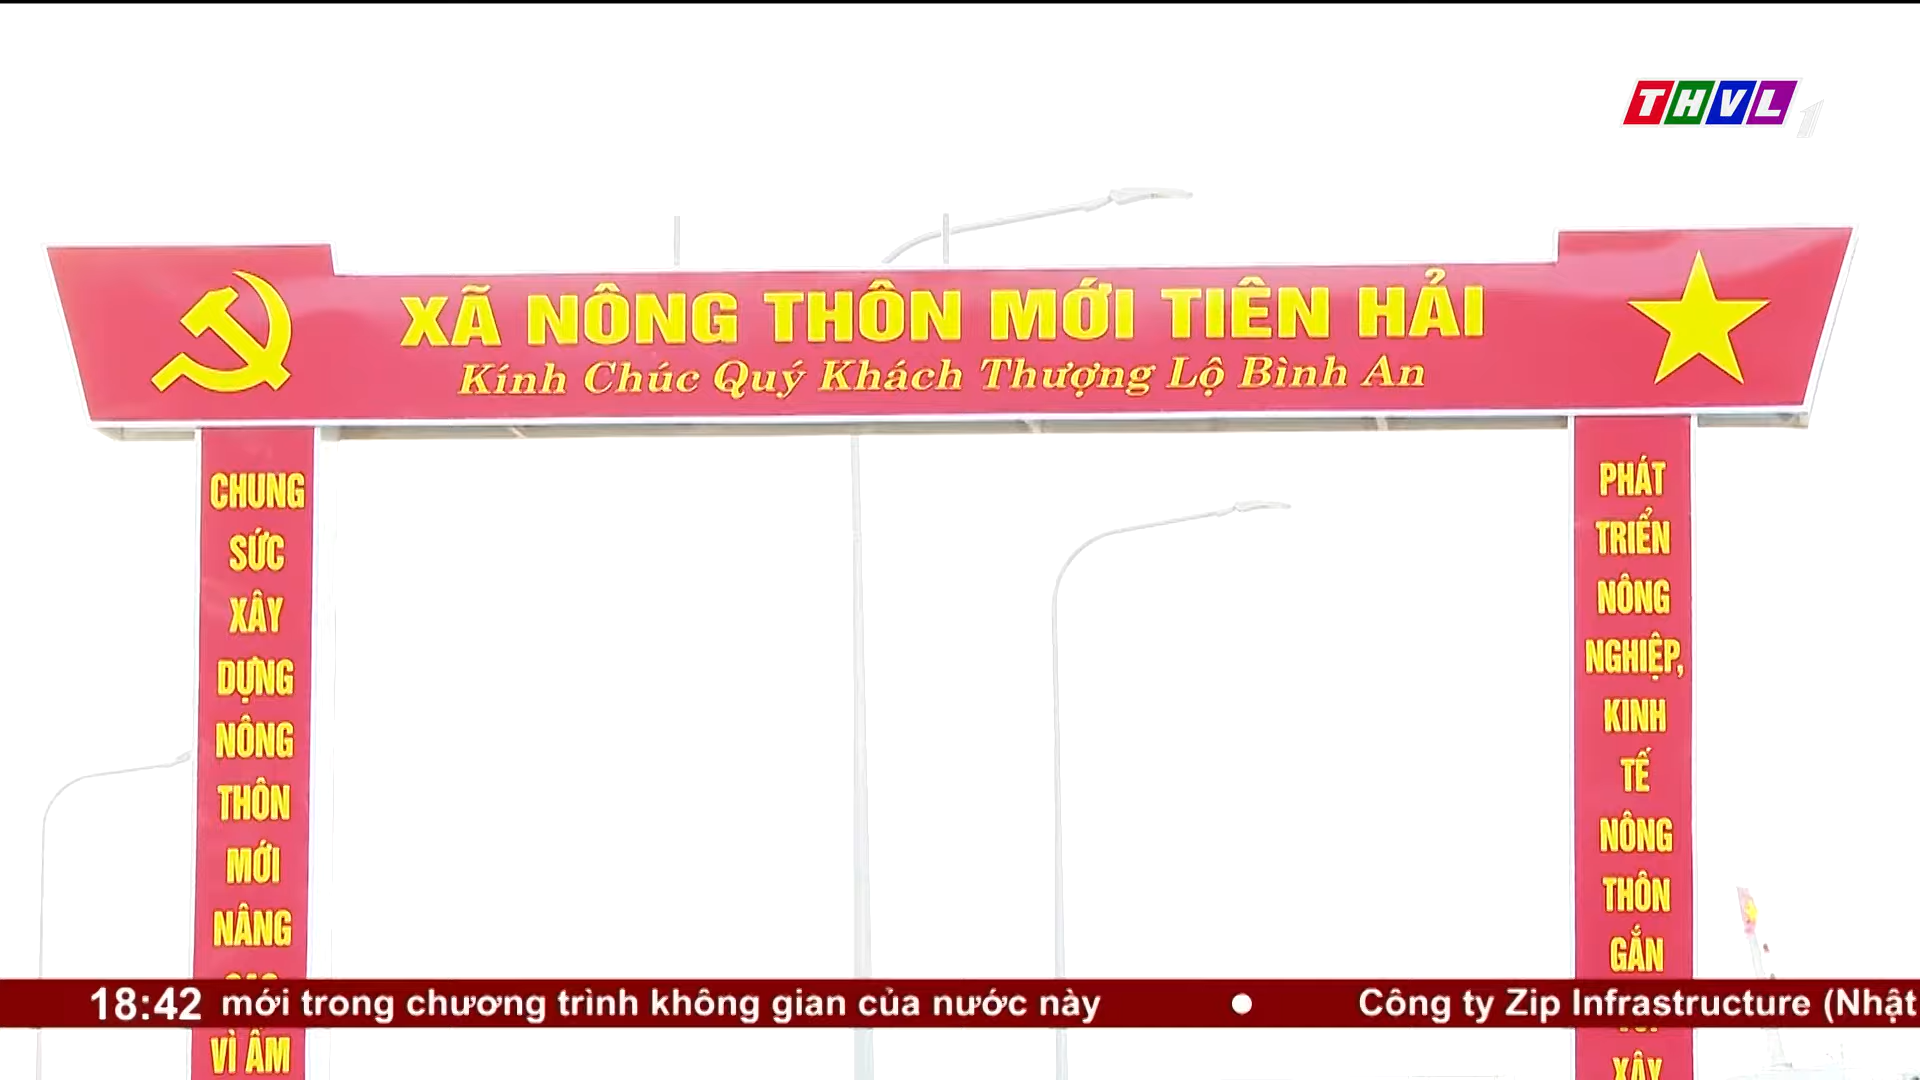 THVL1
XÃ NÔNG THÔN MỚI TIÊN HẢI
Kính Chúc Quý Khách Thượng Lộ Bình An
CHUNG
SỨC
XÂY
DỰNG
NÔNG
THÔN
MỚI
NÂNG
VÌ ẤM
PHÁT
TRIỂN
NÔNG
NGHIỆP,
KINH
TẾ
NÔNG
THÔN
GẮN
XÂY
18:42 mới trong chương trình không gian của nước này • Công ty Zip Infrastructure (Nhật